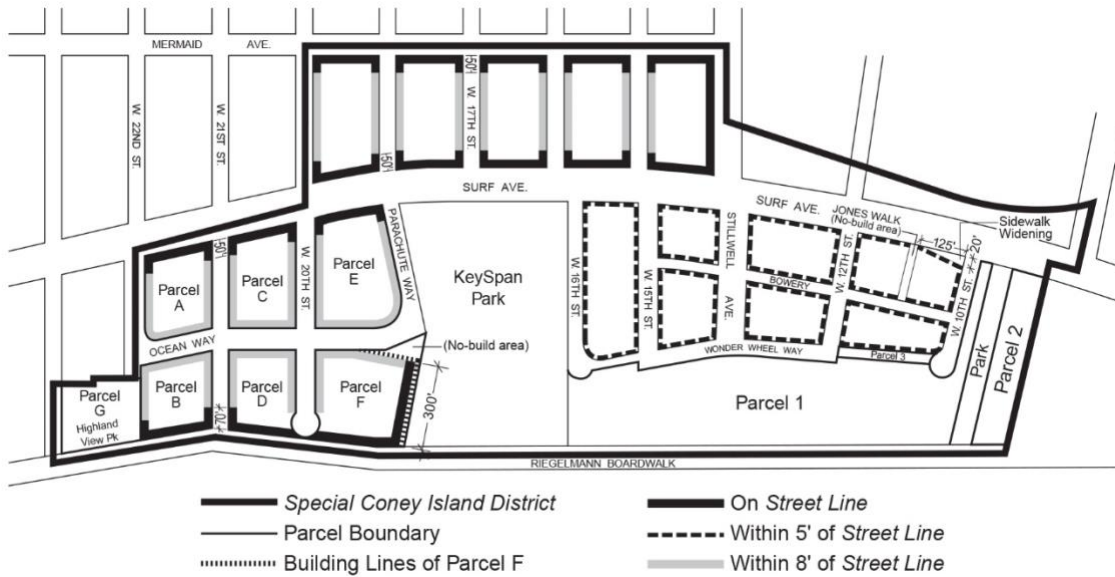 MERMAID AVE.
W. 22ND ST.
W. 21ST ST.
50'
W. 17TH ST.
50'
SURF AVE.
SURF AVE.
JONES WALK
(No-build area)
Sidewalk
Widening
125'
20'
50'
Parcel
A
Parcel
C
W. 20TH ST.
Parcel
E
PARACHUTE WAY
KeySpan
Park
W. 16TH ST.
W. 15TH ST.
STILLWELL
AVE.
BOWERY
W. 12TH ST.
W. 10TH ST.
OCEAN WAY
(No-build area)
WONDER WHEEL WAY
Parcel 3
Parcel
G
Highland
View Pk
Parcel
B
70'
Parcel
D
Parcel
F
300'
Parcel 1
Park
Parcel 2
RIEGELMANN BOARDWALK
Special Coney Island District
Parcel Boundary
Building Lines of Parcel F
On Street Line
Within 5' of Street Line
Within 8' of Street Line